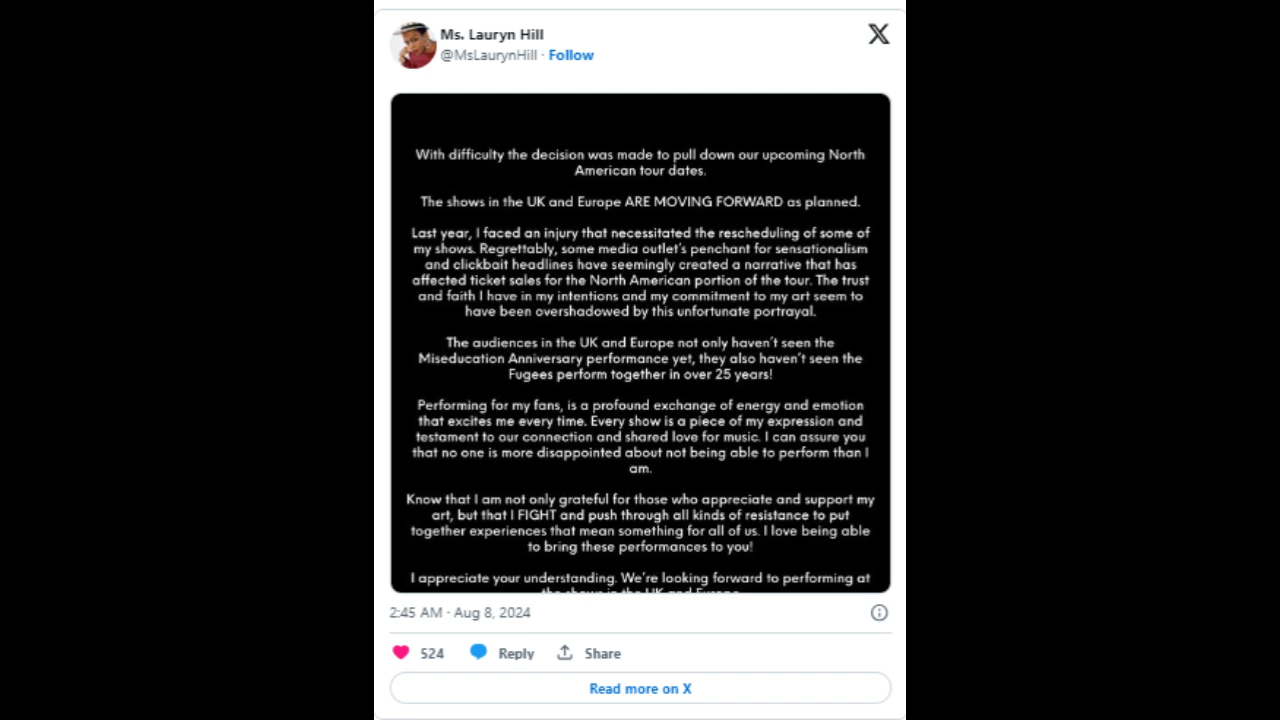 Ms. Lauryn Hill
@MsLaurynHill · Follow
With difficulty the decision was made to pull down our upcoming North
American tour dates.
The shows in the UK and Europe ARE MOVING FORWARD as planned.
Last year, I faced an injury that necessitated the rescheduling of some of
my shows. Regrettably, some media outlet's penchant for sensationalism
and clickbait headlines have seemingly created a narrative that has
affected ticket sales for the North American portion of the tour. The trust
and faith I have in my intentions and my commitment to my art seem to
have been overshadowed by this unfortunate portrayal.
The audiences in the UK and Europe not only haven't seen the
Miseducation Anniversary performance yet, they also haven't seen the
Fugees perform together in over 25 years!
Performing for my fans, is a profound exchange of energy and emotion
that excites me every time. Every show is a piece of my expression and
testament to our connection and shared love for music. I can assure you
that no one is more disappointed about not being able to perform than I
am.
Know that I am not only grateful for those who appreciate and support my
art, but that I FIGHT and push through all kinds of resistance to put
together experiences that mean something for all of us. I love being able
to bring these performances to you!
I appreciate your understanding. We're looking forward to performing at
the shows in the UK and Europe
2:45 AM · Aug 8, 2024
524 Reply Share
Read more on X